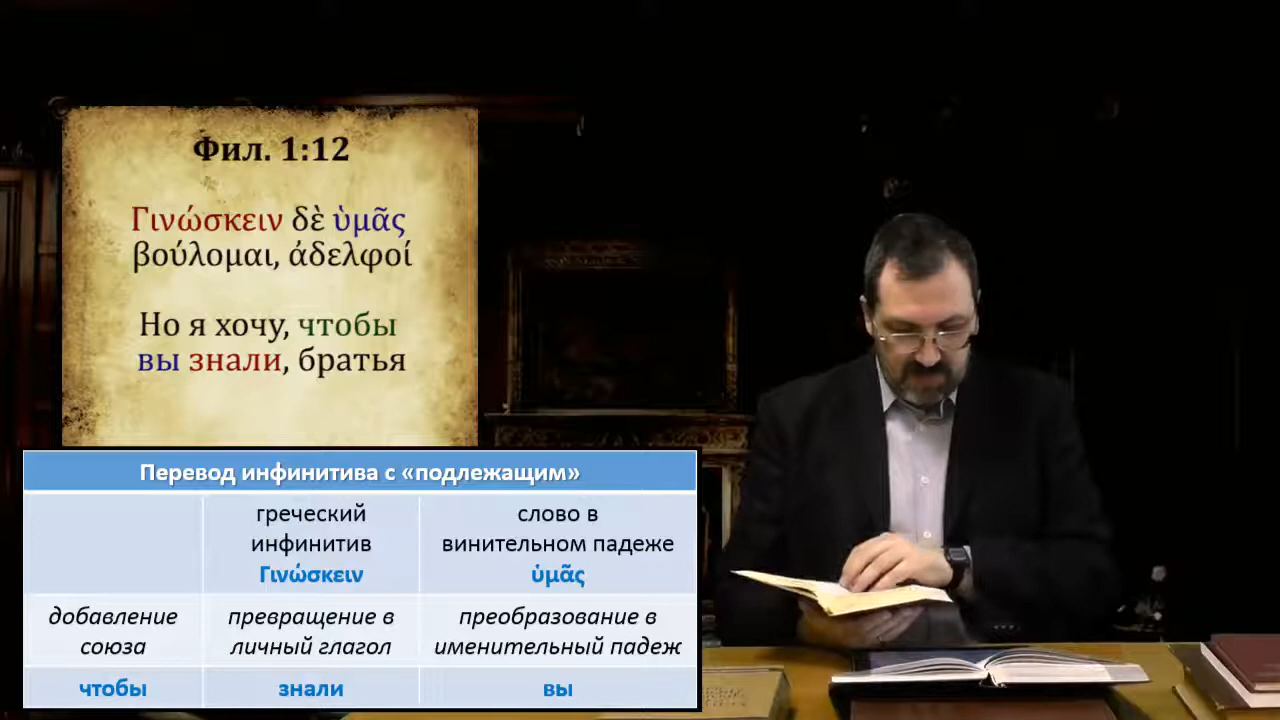 Фил. 1:12
Γινώσκειν δὲ ὑμᾶς
βούλομαι, ἀδελφοί
Но я хочу, чтобы
вы знали, братья
Перевод инфинитива с «подлежащим»
греческий
инфинитив
Γινώσκειν
слово в
винительном падеже
ὑμᾶς
добавление
союза
превращение в
личный глагол
преобразование в
именительный падеж
чтобы
знали
вы